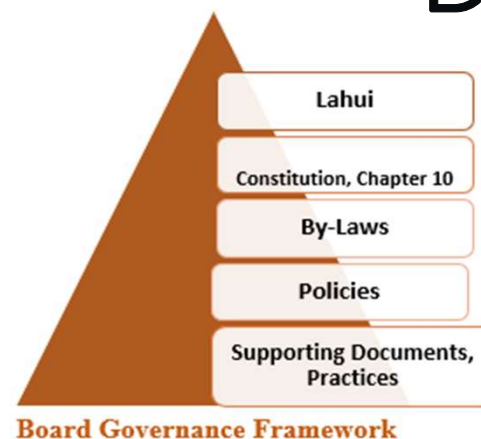 Lahui
Constitution, Chapter 10
By-Laws
Policies
Supporting Documents,
Practices
Board Governance Framework